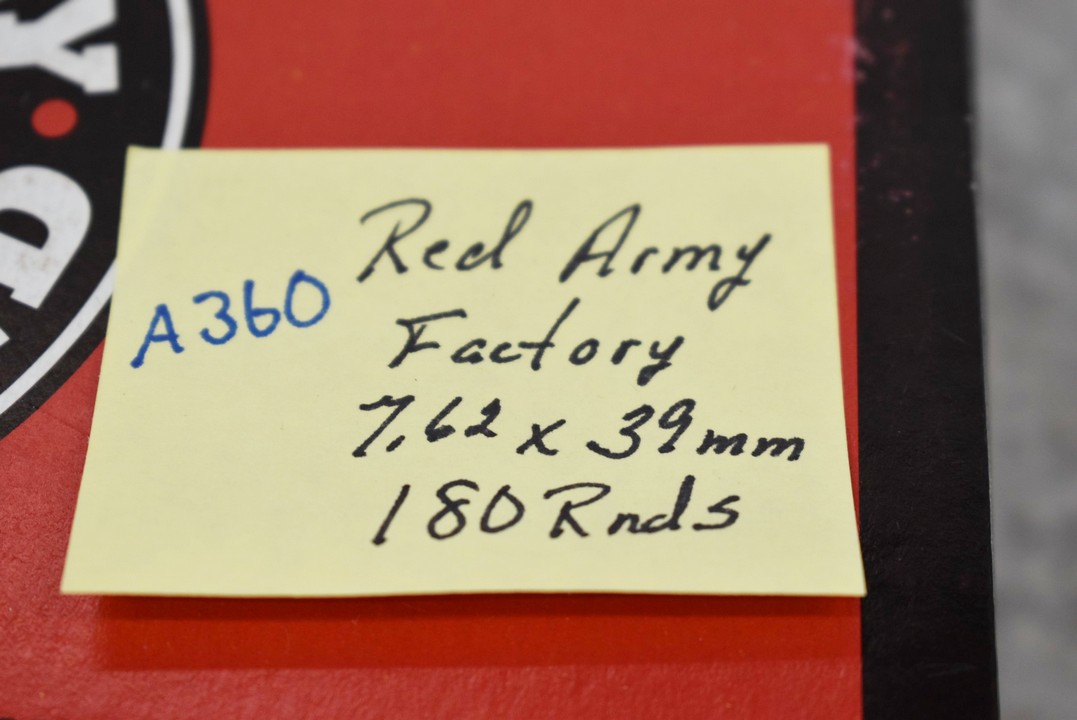 Red Army
A360
Factory
7.62 x 39mm
180 Rnds